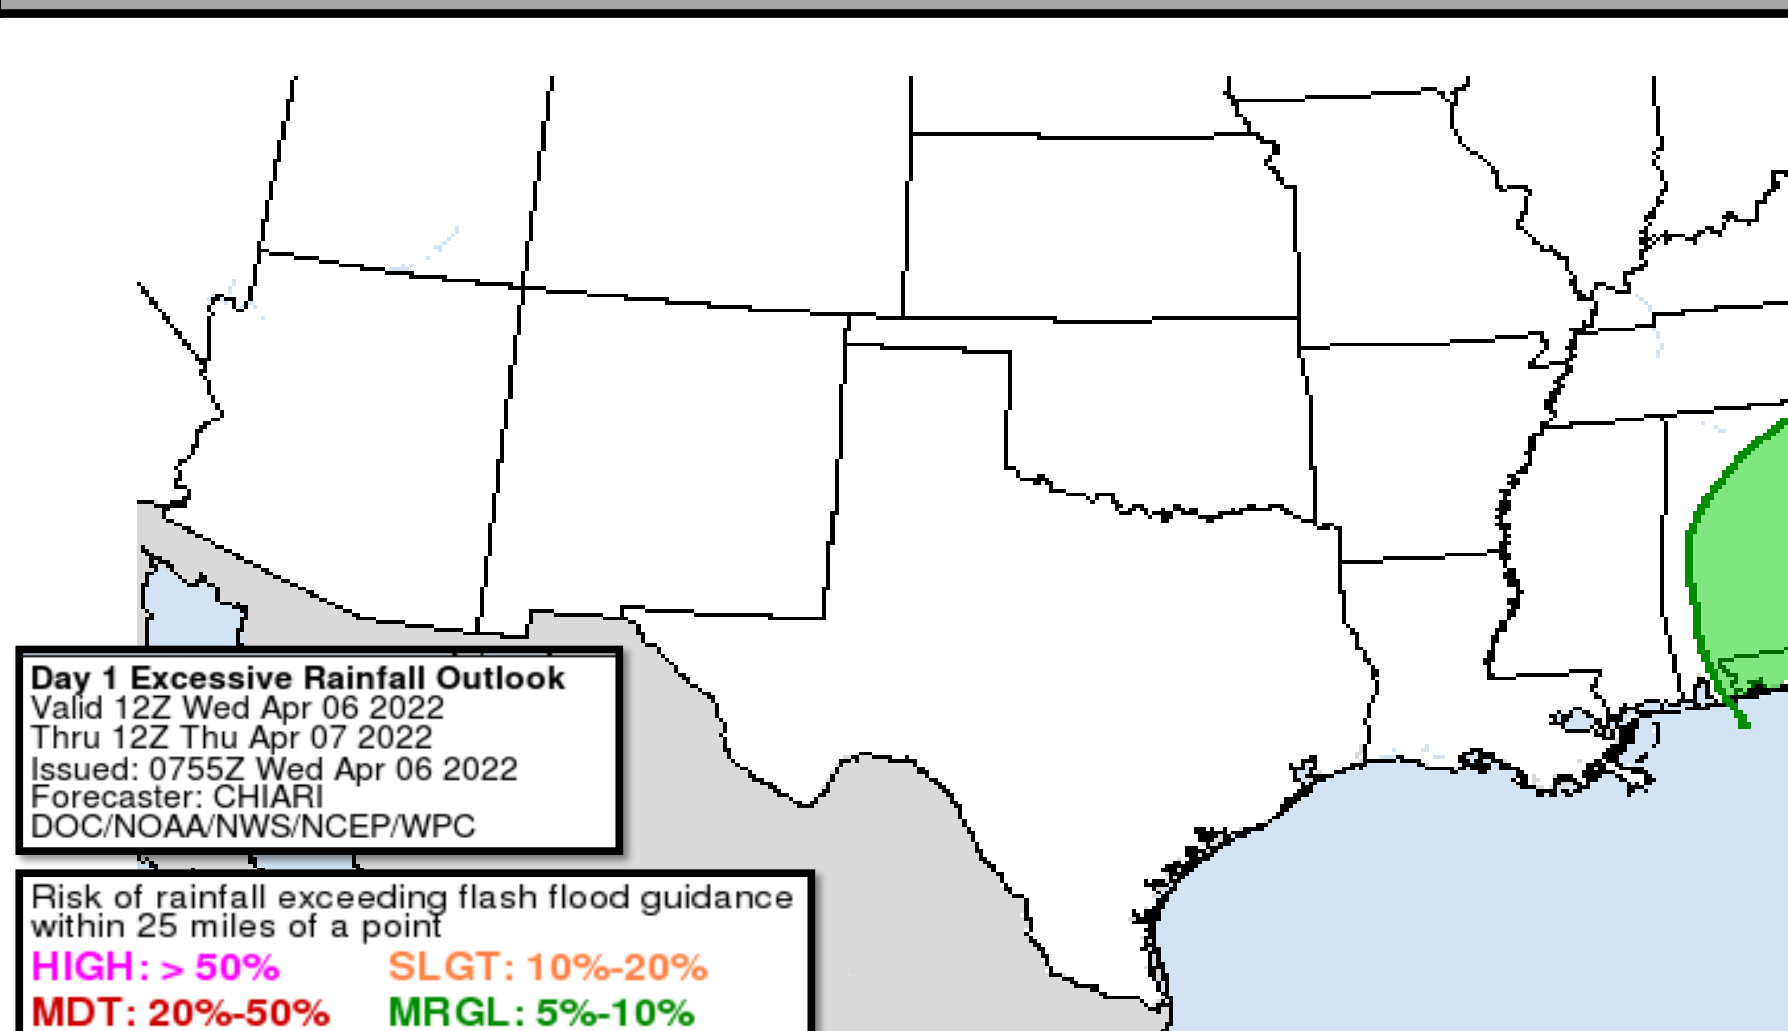 Day 1 Excessive Rainfall Outlook
Valid 12Z Wed Apr 06 2022
Thru 12Z Thu Apr 07 2022
Issued: 0755Z Wed Apr 06 2022
Forecaster: CHIARI
DOC/NOAA/NWS/NCEP/WPC
Risk of rainfall exceeding flash flood guidance
within 25 miles of a point
HIGH: > 50% SLGT: 10%-20%
MDT: 20%-50% MRGL: 5%-10%